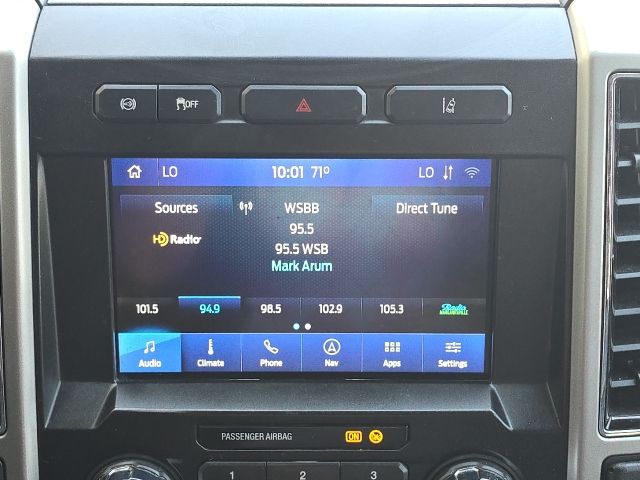 OFF
LO 10:01 71° LO
Sources WSBB Direct Tune
HD Radio 95.5
95.5 WSB
Mark Arum
101.5 94.9 98.5 102.9 105.3 Radio MARGARITAVILLE
Audio Climate Phone Nav Apps Settings
PASSENGER AIRBAG ON
1 2 3